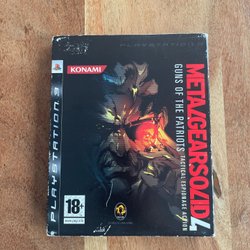 PLAYSTATION 3
KONAMI
METAL GEAR SOLID 4
GUNS OF THE PATRIOTS
TACTICAL ESPIONAGE ACTION
PLAYSTATION 3
18+